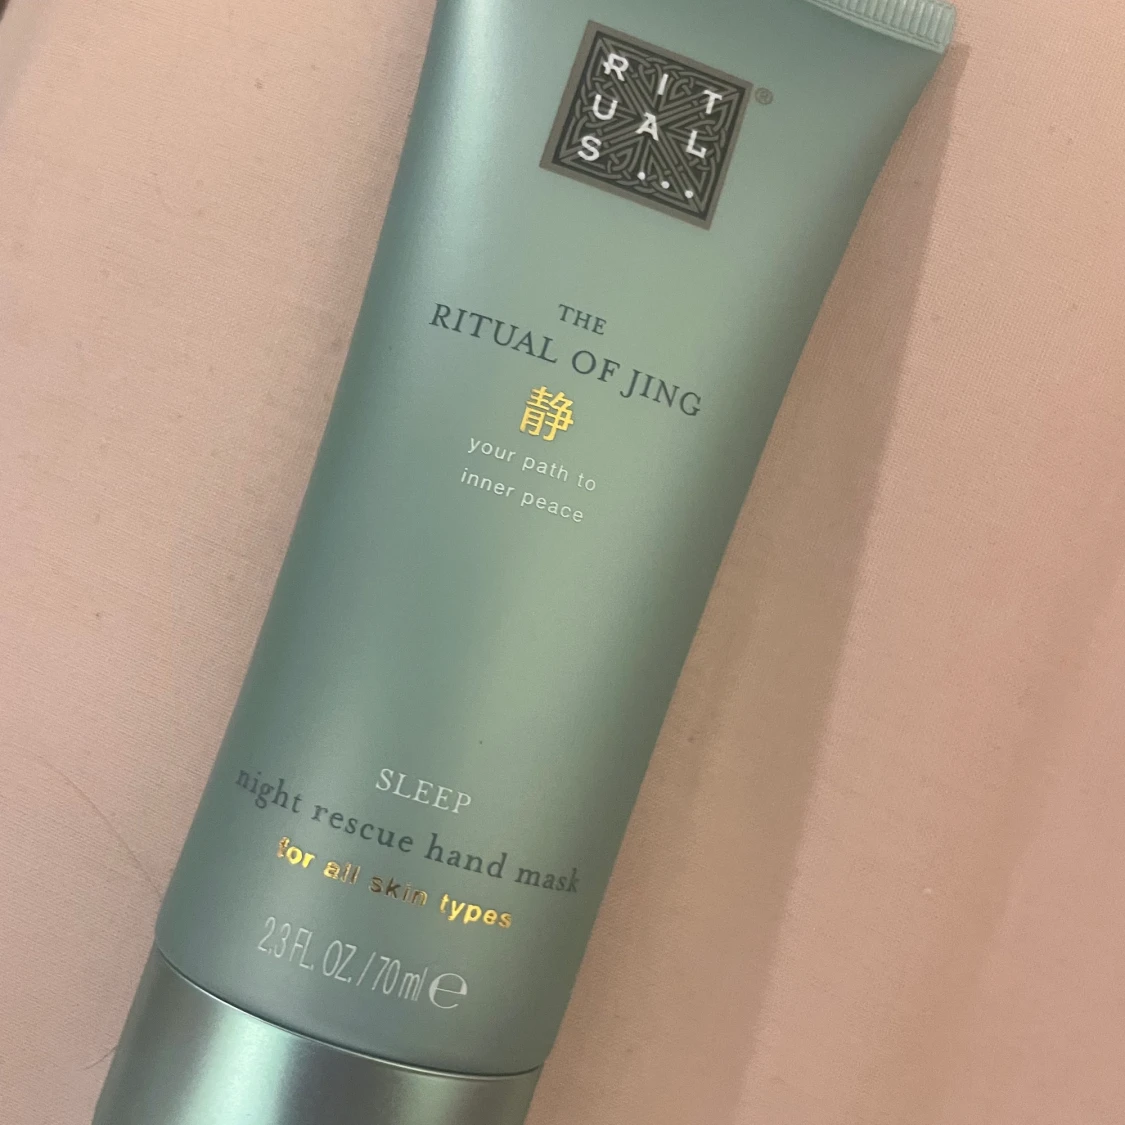 RIT
UAL
S...
®
THE
RITUAL OF JING
静
your path to
inner peace
SLEEP
night rescue hand mask
for all skin types
2.3 FL. OZ. / 70 ml ℮